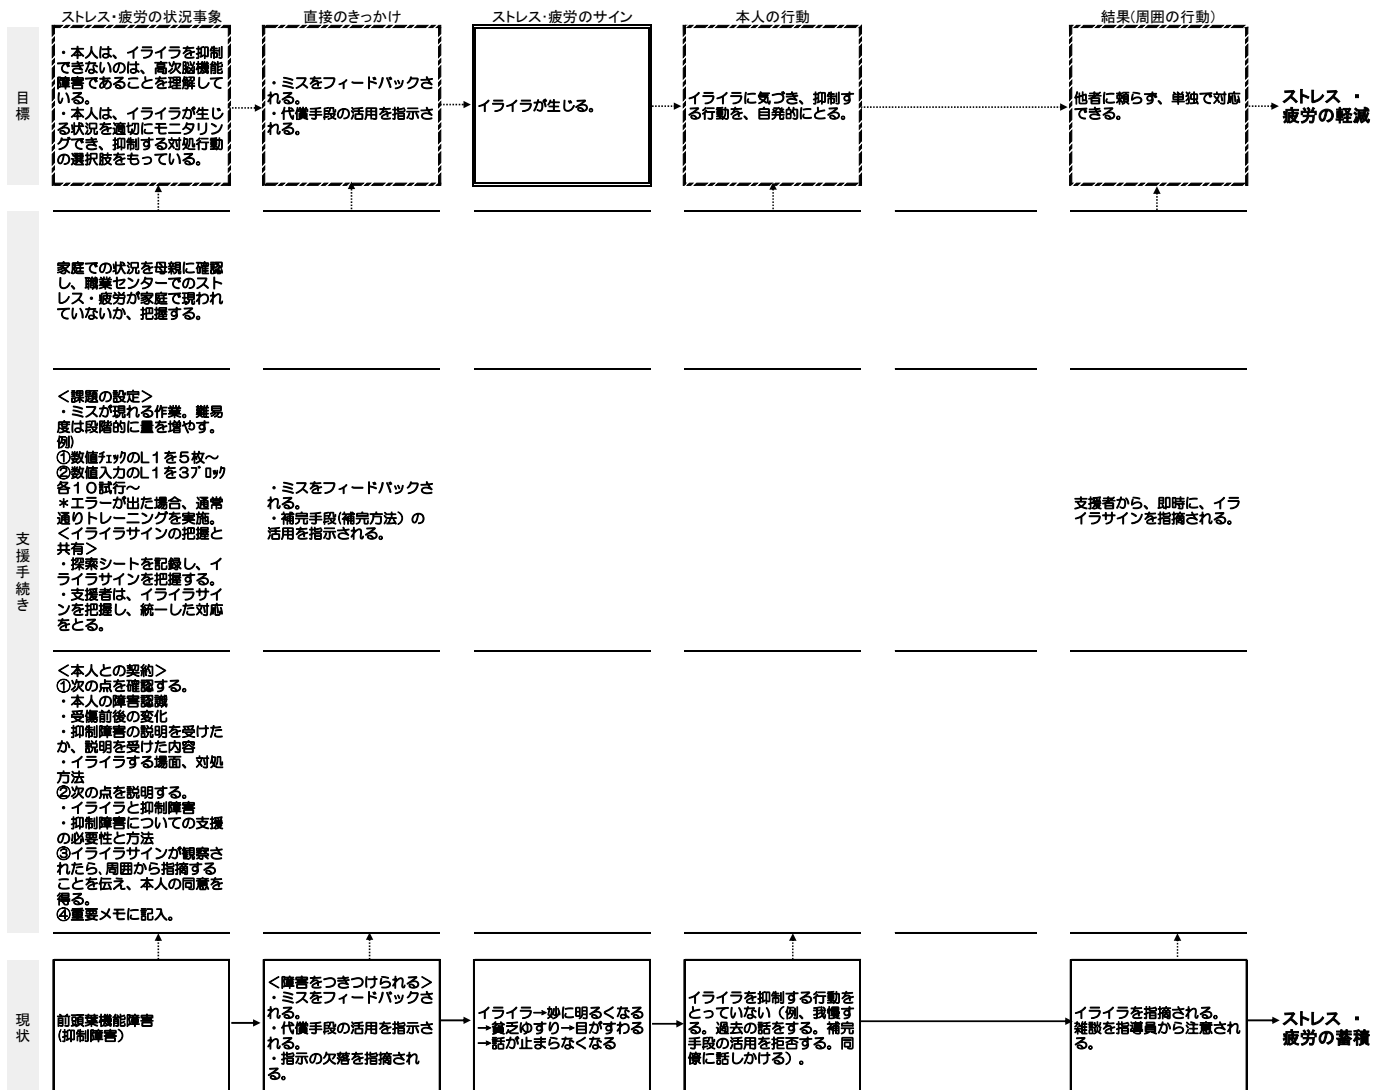 ストレス・疲労の状況事象
直接のきっかけ
ストレス・疲労のサイン
本人の行動
結果(周囲の行動)
目標
・本人は、イライラを抑制
できないのは、高次脳機能
障害であることを理解して
いる。
・本人は、イライラが生じ
る状況を適切にモニタリン
グでき、抑制する対処行動
の選択肢をもっている。
・ミスをフィードバックさ
れる。
・代償手段の活用を指示さ
れる。
イライラが生じる。
イライラに気づき、抑制す
る行動を、自発的にとる。
他者に頼らず、単独で対応
できる。
ストレス ・
疲労の軽減
支援手続き
家庭での状況を母親に確認
し、職業センターでのスト
レス・疲労が家庭で現われ
ていないか、把握する。
＜課題の設定＞
・ミスが現れる作業。難易
度は段階的に量を増やす。
例)
①数値ﾁｪｯｸのL１を５枚～
②数値入力のL１を３ﾌﾞﾛｯｸ
各１０試行～
＊エラーが出た場合、通常
通りトレーニングを実施。
＜イライラサインの把握と
共有＞
・探索シートを記録し、イ
ライラサインを把握する。
・支援者は、イライラサイ
ンを把握し、統一した対応
をとる。
・ミスをフィードバックさ
れる。
・補完手段(補完方法）の
活用を指示される。
支援者から、即時に、イラ
イラサインを指摘される。
＜本人との契約＞
①次の点を確認する。
・本人の障害認識
・受傷前後の変化
・抑制障害の説明を受けた
か、説明を受けた内容
・イライラする場面、対処
方法
②次の点を説明する。
・イライラと抑制障害
・抑制障害についての支援
の必要性と方法
③イライラサインが観察さ
れたら､周囲から指摘する
ことを伝え、本人の同意を
得る。
④重要メモに記入。
現状
前頭葉機能障害
(抑制障害）
＜障害をつきつけられる＞
・ミスをフィードバックさ
れる。
・代償手段の活用を指示さ
れる。
・指示の欠落を指摘され
る。
イライラ→妙に明るくなる
→貧乏ゆすり→目がすわる
→話が止まらなくなる
イライラを抑制する行動を
とっていない（例、我慢す
る。過去の話をする。補完
手段の活用を拒否する。同
僚に話しかける）。
イライラを指摘される。
雑談を指導員から注意され
る。
ストレス ・
疲労の蓄積